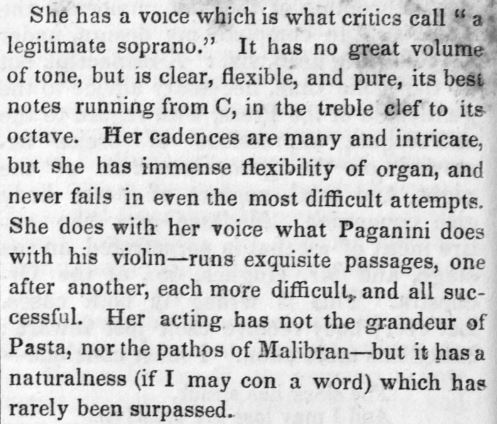 She has a voice which is what critics call "a
legitimate soprano." It has no great volume
of tone, but is clear, flexible, and pure, its best
notes running from C, in the treble clef to its
octave. Her cadences are many and intricate,
but she has immense flexibility of organ, and
never fails in even the most difficult attempts.
She does with her voice what Paganini does
with his violin—runs exquisite passages, one
after another, each more difficult, and all suc-
cessful. Her acting has not the grandeur of
Pasta, nor the pathos of Malibran—but it has a
naturalness (if I may con a word) which has
rarely been surpassed.